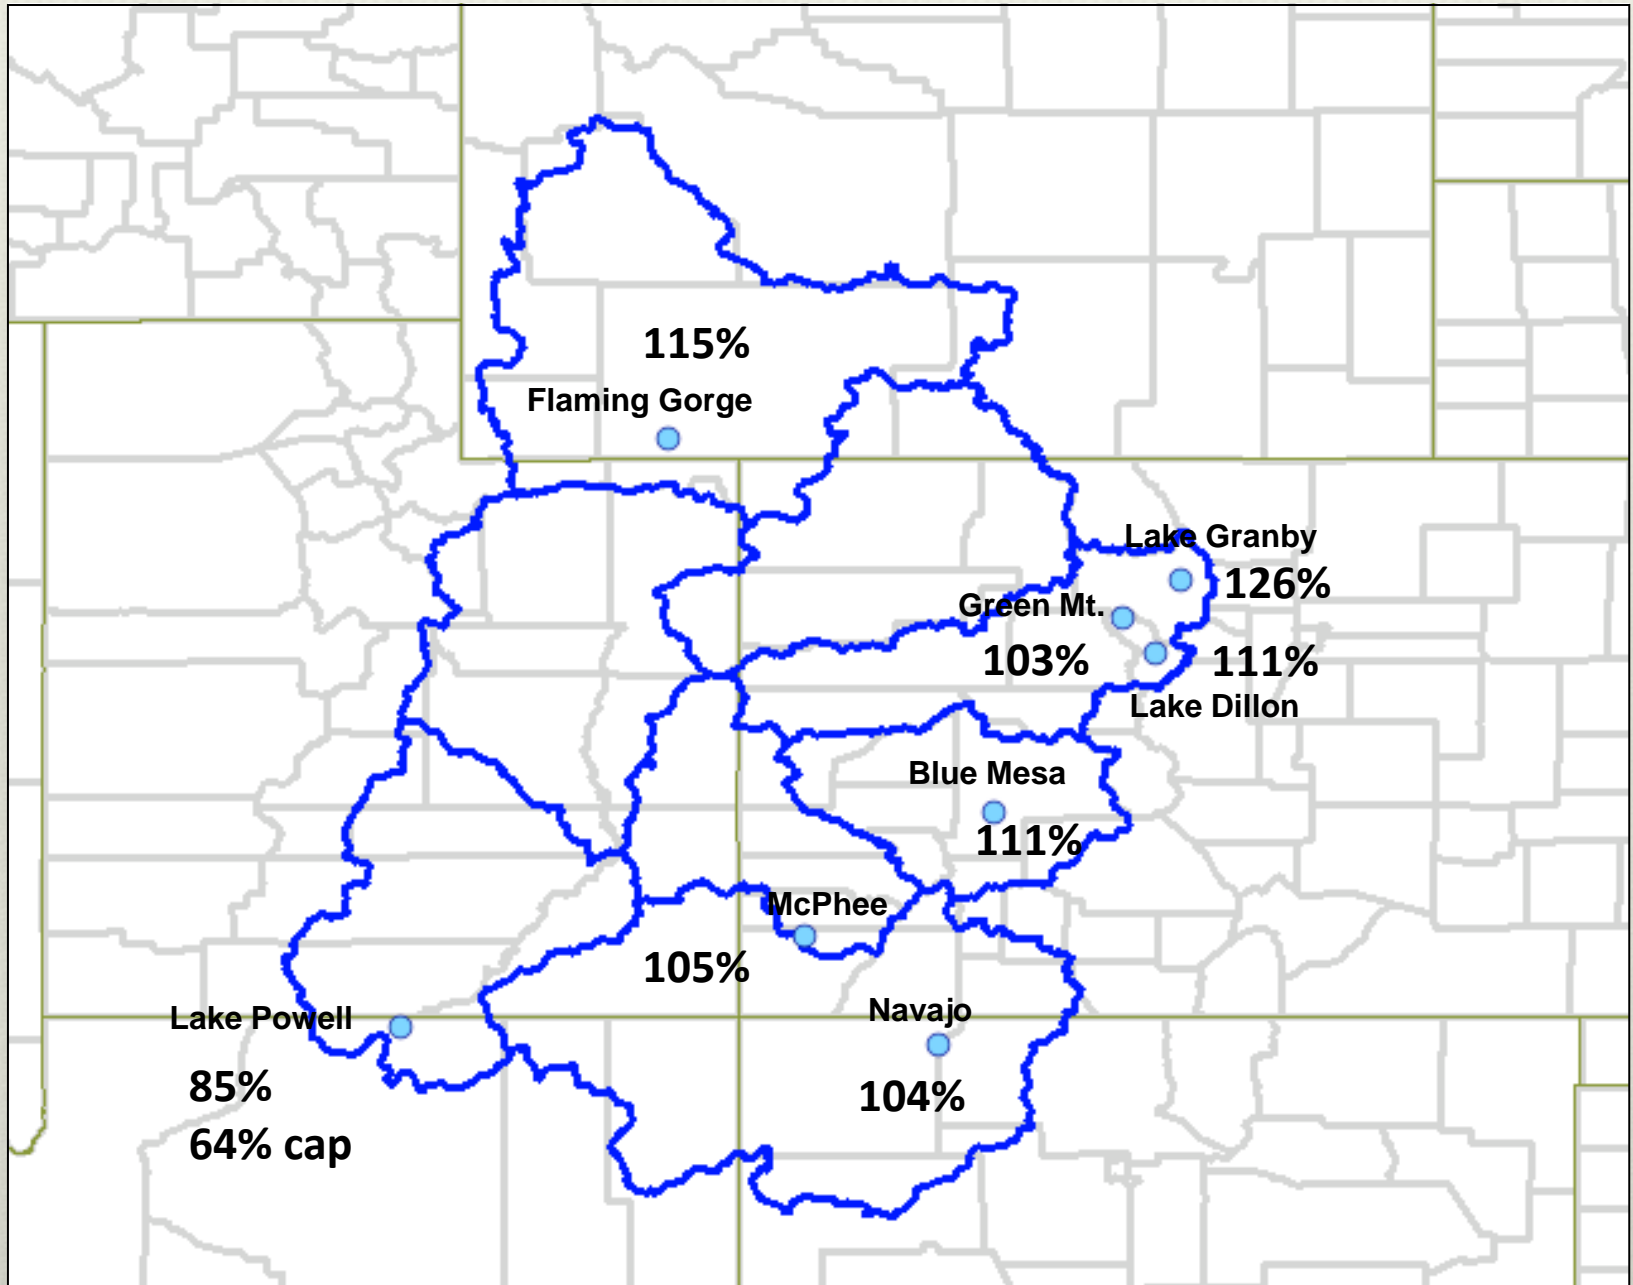 115%
Flaming Gorge
Lake Granby
126%
Green Mt.
103%
111%
Lake Dillon
Blue Mesa
111%
McPhee
105%
Navajo
104%
Lake Powell
85%
64% cap